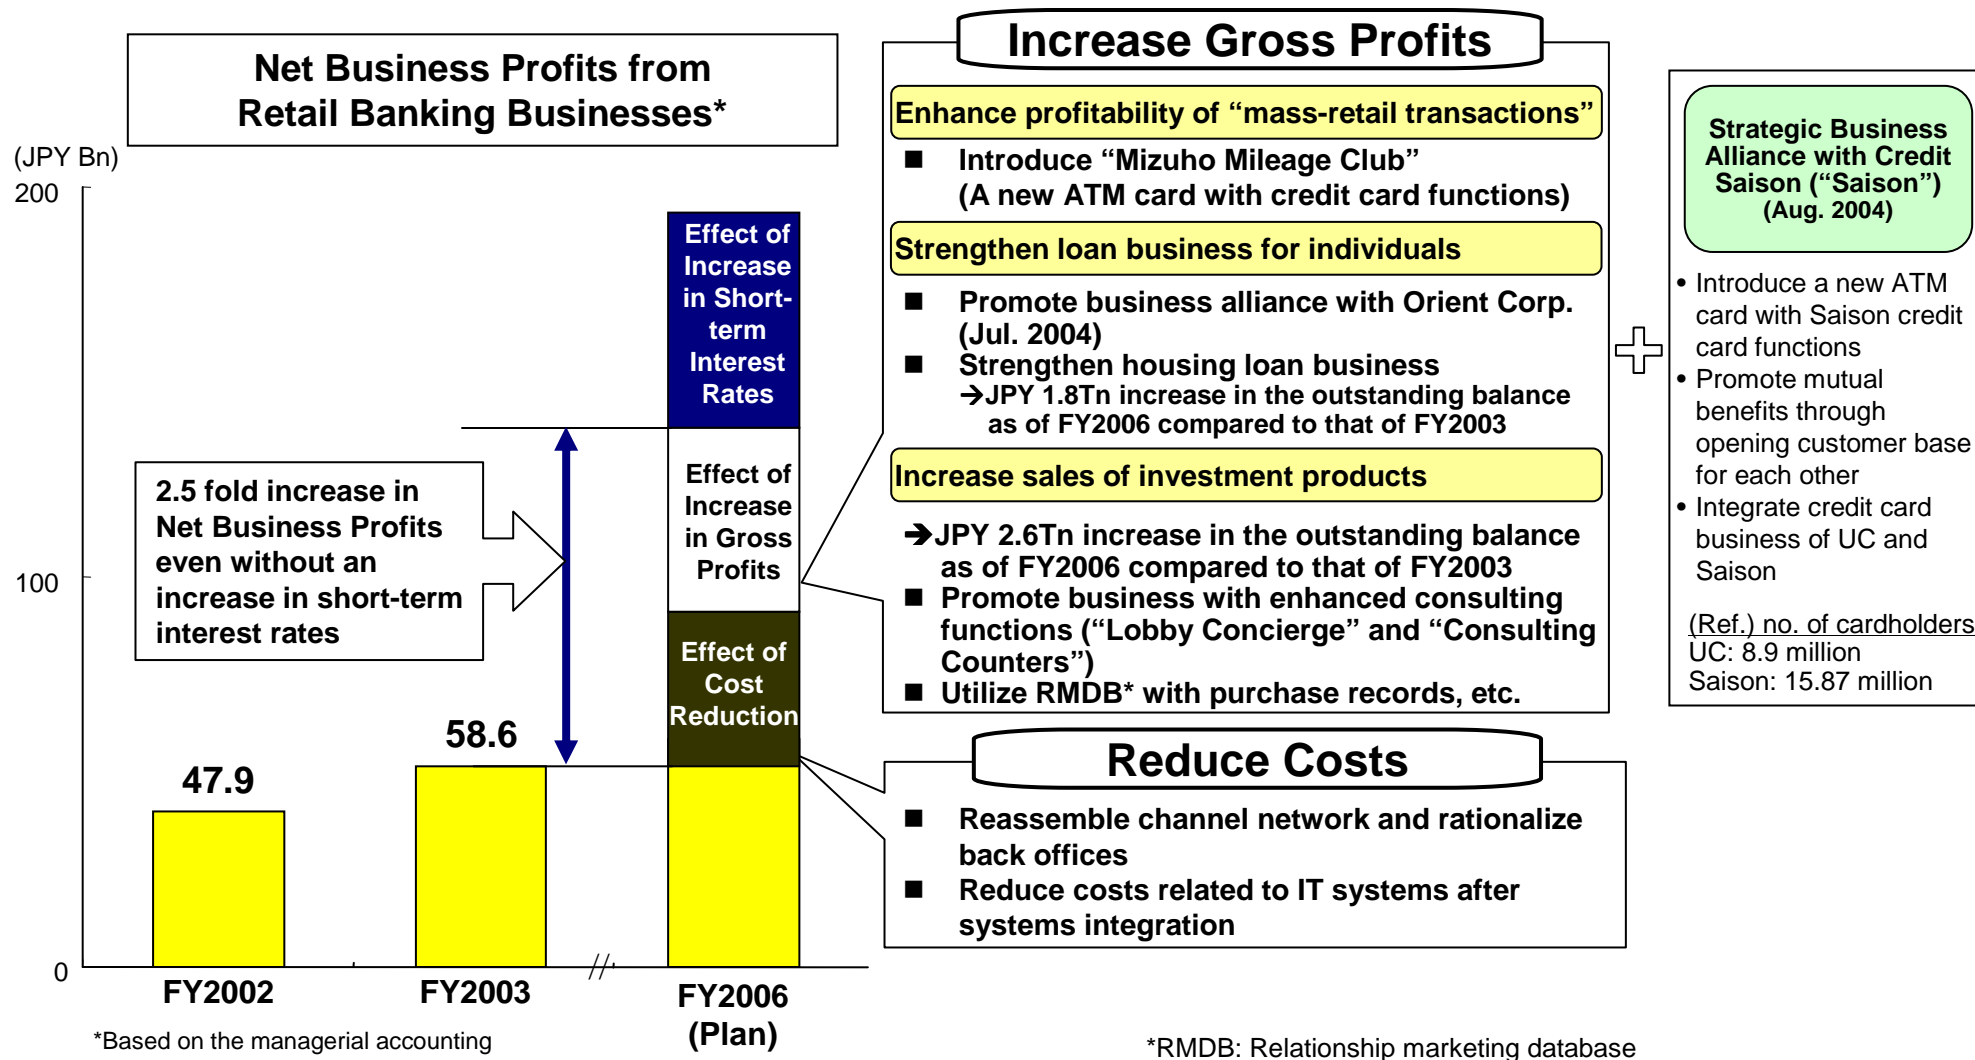 Net Business Profits from
Retail Banking Businesses*
(JPY Bn)
200
100
0
2.5 fold increase in
Net Business Profits
even without an
increase in short-term
interest rates
47.9
58.6
Effect of
Increase
in Short-
term
Interest
Rates
Effect of
Increase
in Gross
Profits
Effect of
Cost
Reduction
FY2002
FY2003
FY2006
(Plan)
*Based on the managerial accounting
Increase Gross Profits
Enhance profitability of “mass-retail transactions”
■ Introduce “Mizuho Mileage Club”
(A new ATM card with credit card functions)
Strengthen loan business for individuals
■ Promote business alliance with Orient Corp.
(Jul. 2004)
■ Strengthen housing loan business
➔JPY 1.8Tn increase in the outstanding balance
as of FY2006 compared to that of FY2003
Increase sales of investment products
➔JPY 2.6Tn increase in the outstanding balance
as of FY2006 compared to that of FY2003
■ Promote business with enhanced consulting
functions (“Lobby Concierge” and “Consulting
Counters”)
■ Utilize RMDB* with purchase records, etc.
Reduce Costs
■ Reassemble channel network and rationalize
back offices
■ Reduce costs related to IT systems after
systems integration
Strategic Business
Alliance with Credit
Saison (“Saison”)
(Aug. 2004)
• Introduce a new ATM
card with Saison credit
card functions
• Promote mutual
benefits through
opening customer base
for each other
• Integrate credit card
business of UC and
Saison
(Ref.) no. of cardholders
UC: 8.9 million
Saison: 15.87 million
*RMDB: Relationship marketing database